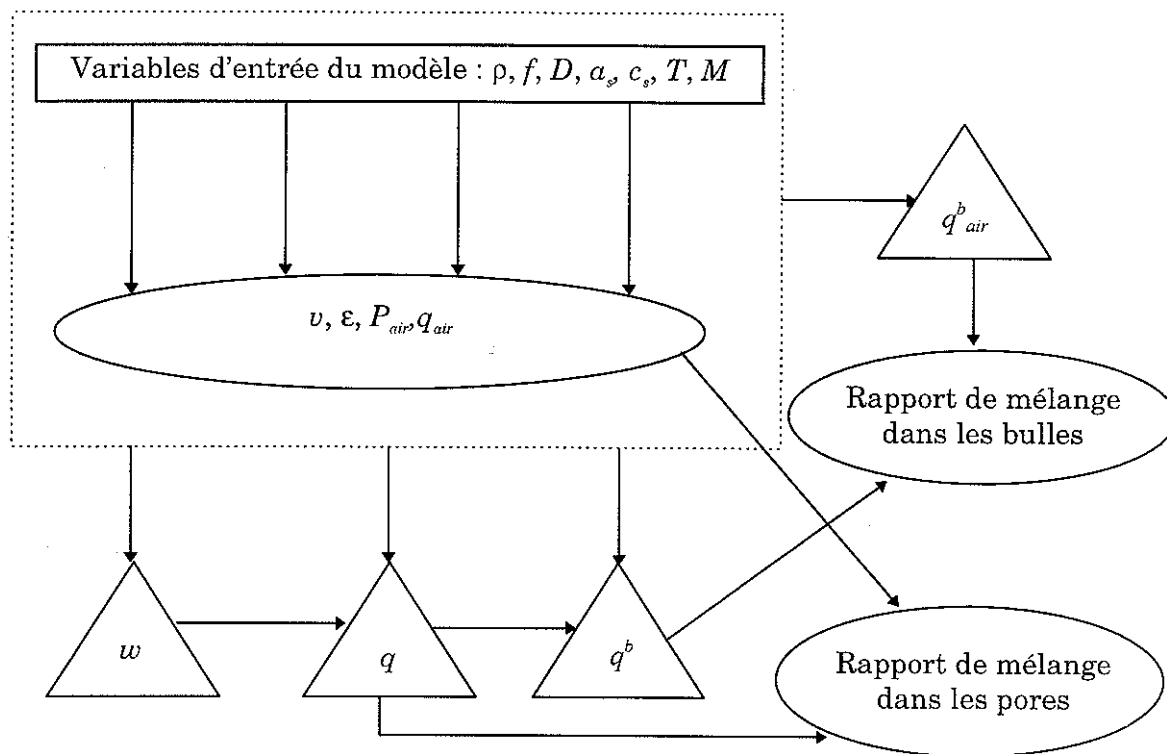 Variables d'entrée du modèle : ρ, f, D, a_s, c_s, T, M
q^b_air
υ, ε, P_air, q_air
Rapport de mélange
dans les bulles
w
q
q^b
Rapport de mélange
dans les pores